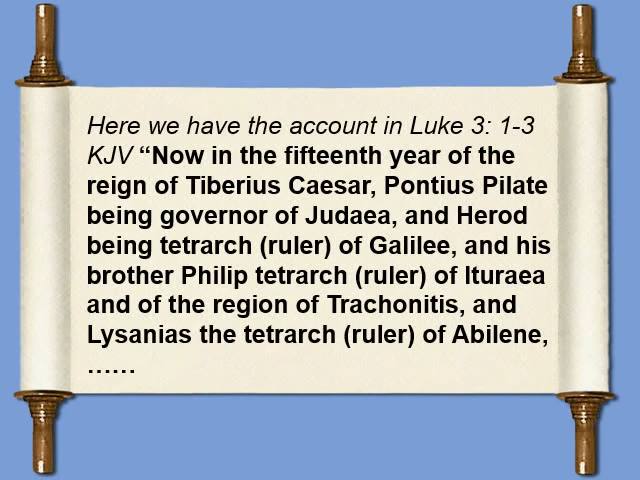 Here we have the account in Luke 3: 1-3
KJV “Now in the fifteenth year of the
reign of Tiberius Caesar, Pontius Pilate
being governor of Judaea, and Herod
being tetrarch (ruler) of Galilee, and his
brother Philip tetrarch (ruler) of Ituraea
and of the region of Trachonitis, and
Lysanias the tetrarch (ruler) of Abilene,
……